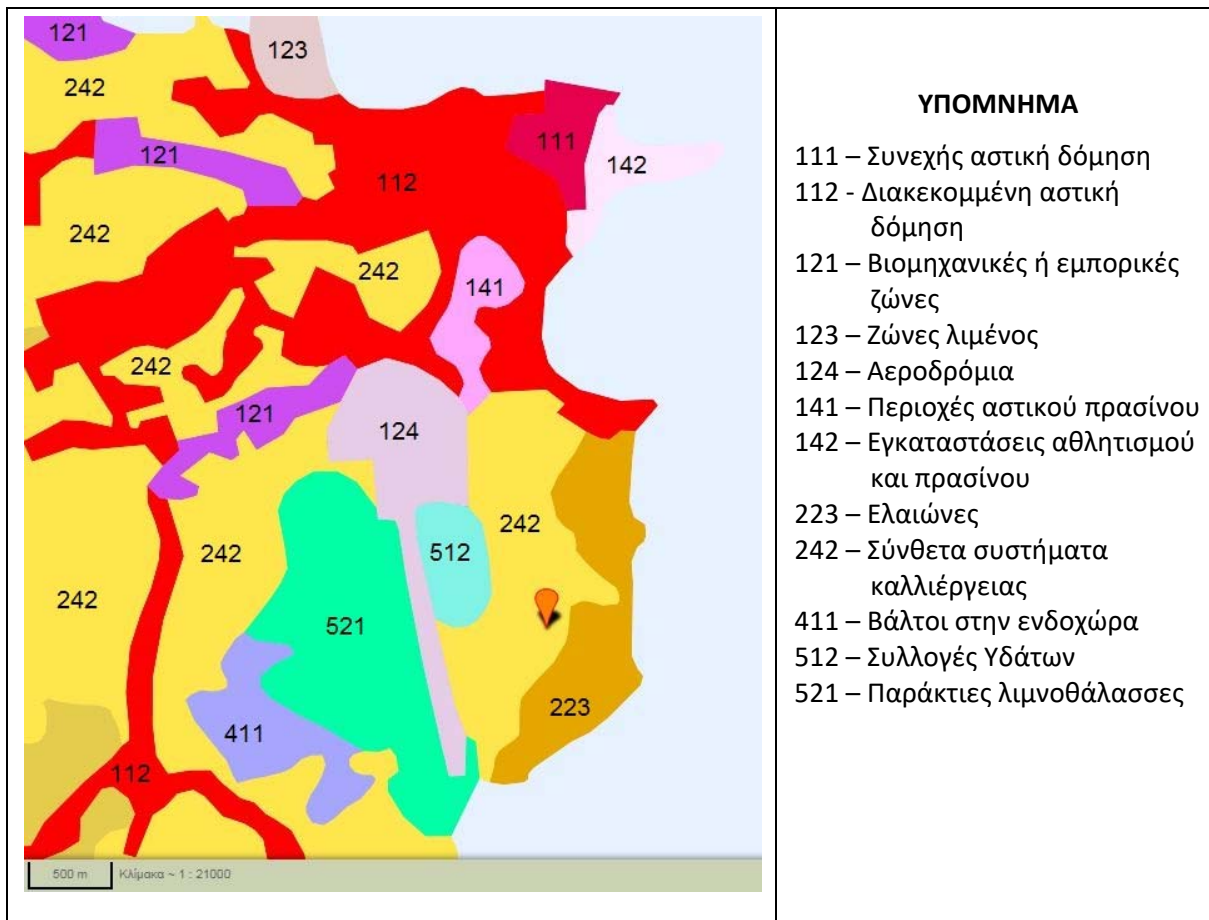 121
123
242
111
121
142
112
242
242
141
242
121
124
242
512
242
242
521
223
411
112
500 m Κλίμακα ~ 1 : 21000
ΥΠΟΜΝΗΜΑ
111 – Συνεχής αστική δόμηση
112 - Διακεκομμένη αστική
δόμηση
121 – Βιομηχανικές ή εμπορικές
ζώνες
123 – Ζώνες λιμένος
124 – Αεροδρόμια
141 – Περιοχές αστικού πρασίνου
142 – Εγκαταστάσεις αθλητισμού
και πρασίνου
223 – Ελαιώνες
242 – Σύνθετα συστήματα
καλλιέργειας
411 – Βάλτοι στην ενδοχώρα
512 – Συλλογές Υδάτων
521 – Παράκτιες λιμνοθάλασσες